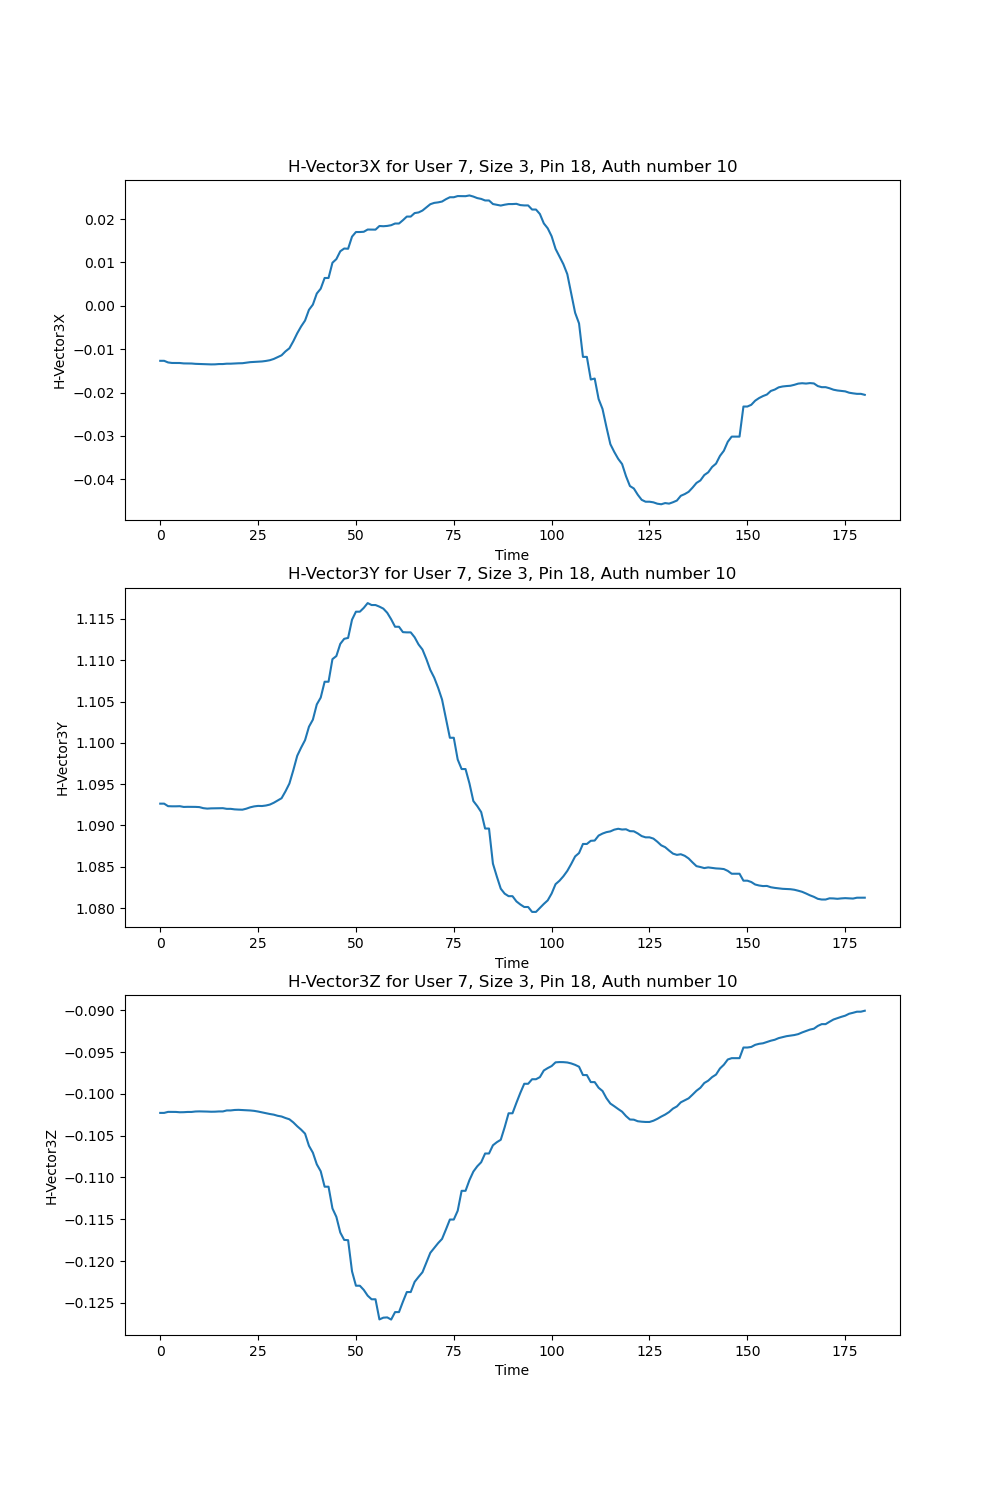 H-Vector3X for User 7, Size 3, Pin 18, Auth number 10
0.02
0.01
0.00
−0.01
−0.02
−0.03
−0.04
H-Vector3X
0 25 50 75 100 125 150 175
Time
H-Vector3Y for User 7, Size 3, Pin 18, Auth number 10
1.115
1.110
1.105
1.100
1.095
1.090
1.085
1.080
H-Vector3Y
0 25 50 75 100 125 150 175
Time
H-Vector3Z for User 7, Size 3, Pin 18, Auth number 10
−0.090
−0.095
−0.100
−0.105
−0.110
−0.115
−0.120
−0.125
H-Vector3Z
0 25 50 75 100 125 150 175
Time